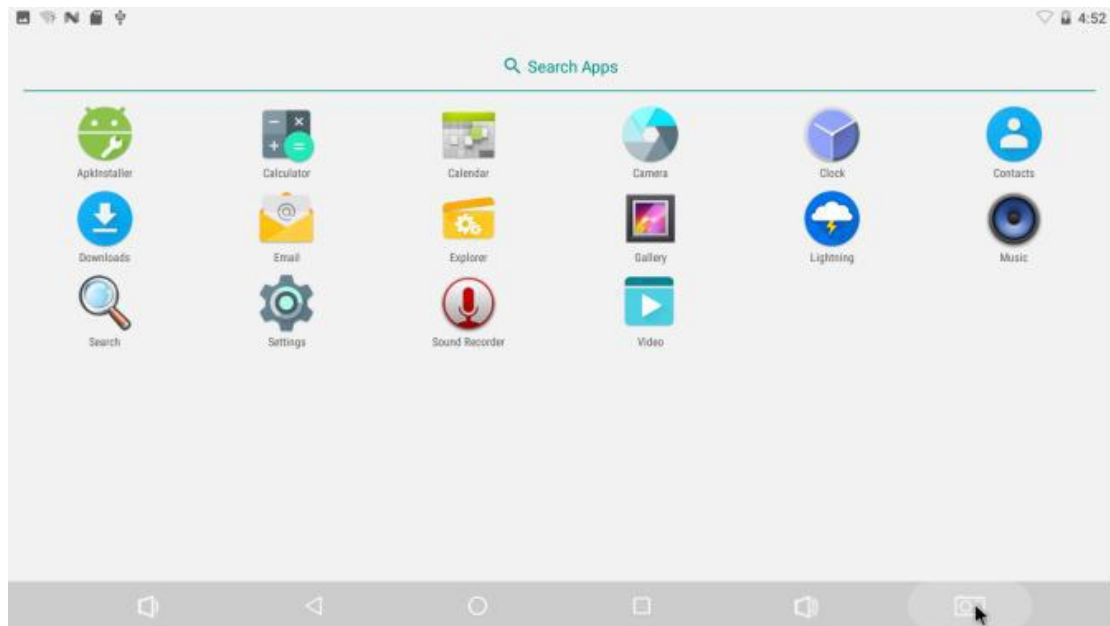 4:52
Search Apps
ApkInstaller Calculator Calendar Camera Clock Contacts
Downloads Email Explorer Gallery Lightning Music
Search Settings Sound Recorder Video